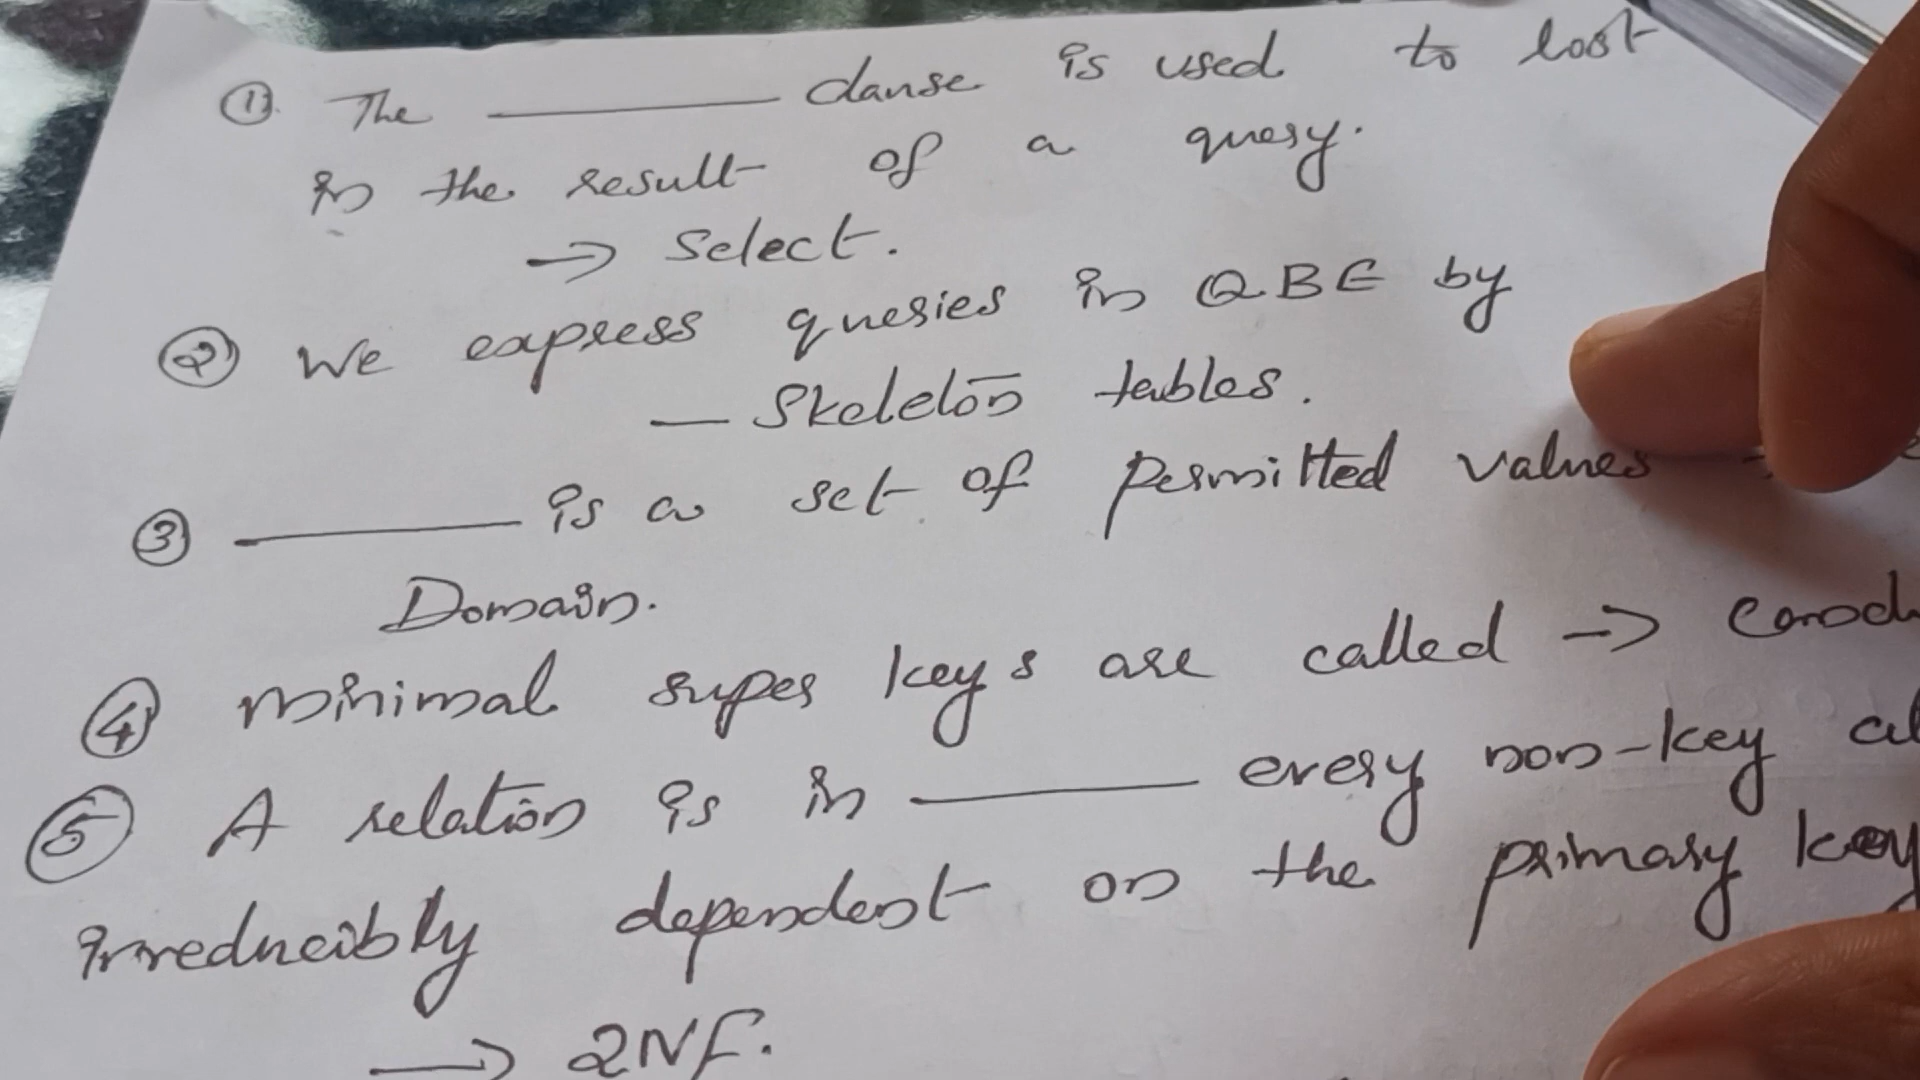 ① The ________ clause is used to list
in the result of a query.
→ Select.
② We express queries in QBE by
— Skeleton tables.
③ ________ is a set of permitted values
Domain.
④ minimal super keys are called →
⑤ A relation is in ________ every non-key
irreducibly dependent on the primary key
→ 2NF.